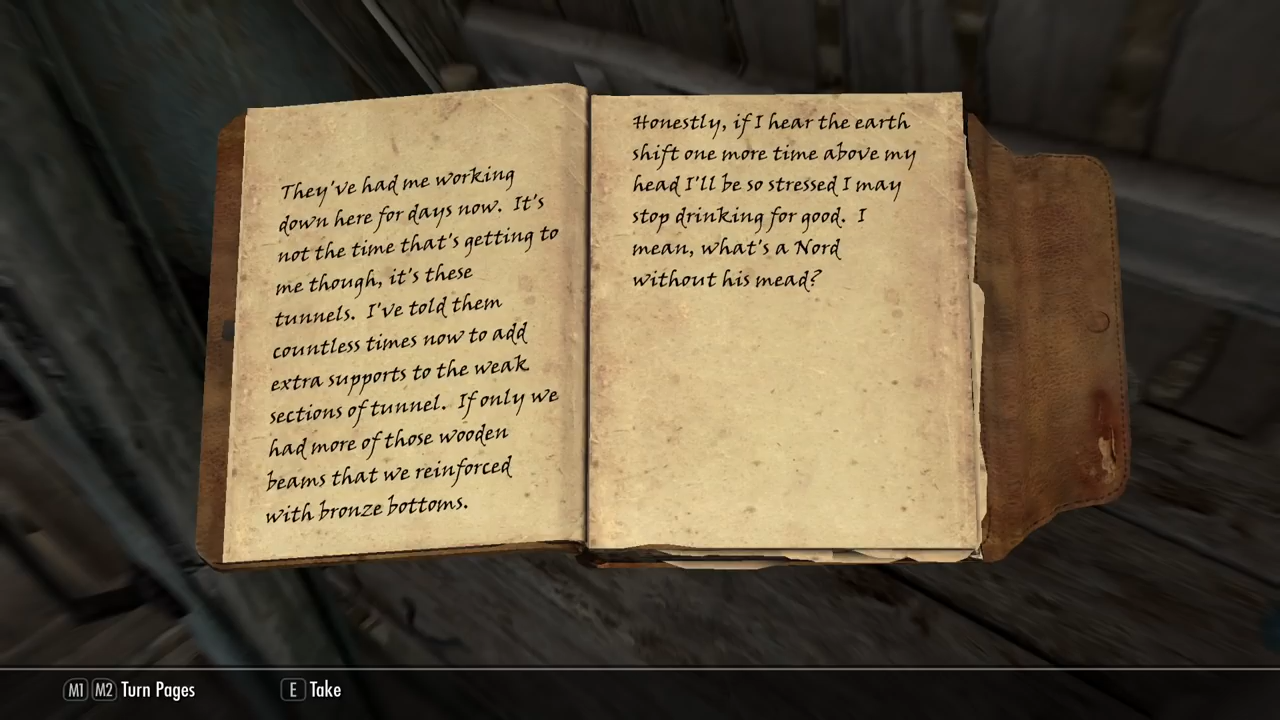 They've had me working
down here for days now.  It's
not the time that's getting to
me though, it's these
tunnels.  I've told them
countless times now to add
extra supports to the weak
sections of tunnel.  If only we
had more of those wooden
beams that we reinforced
with bronze bottoms.
Honestly, if I hear the earth
shift one more time above my
head I'll be so stressed I may
stop drinking for good.  I
mean, what's a Nord
without his mead?
M1 M2 Turn Pages
E Take